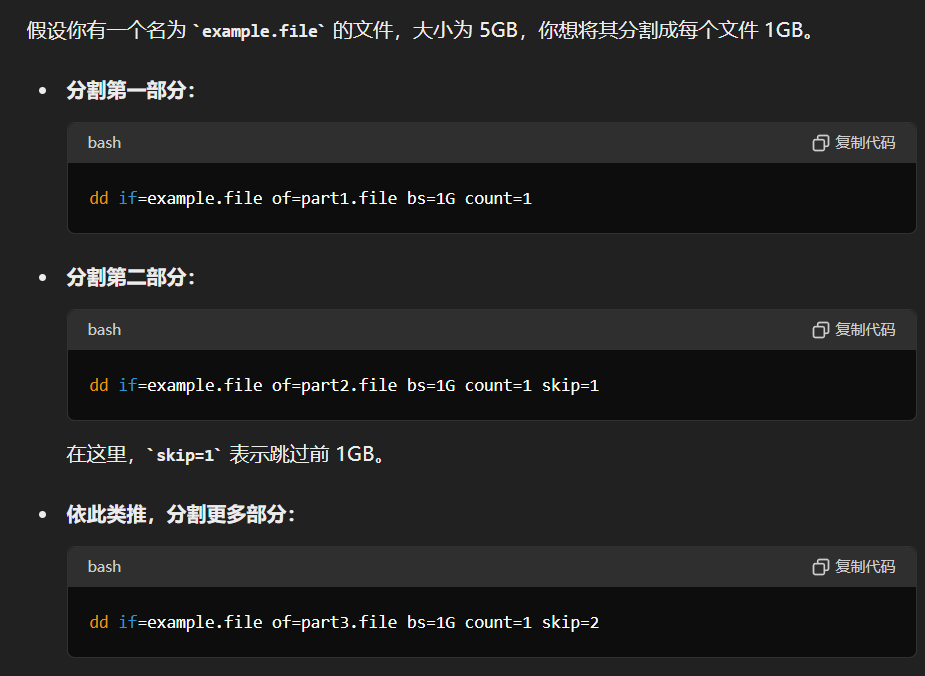 假设你有一个名为 `example.file` 的文件，大小为 5GB，你想将其分割成每个文件 1GB。
• 分割第一部分：
bash 复制代码
dd if=example.file of=part1.file bs=1G count=1
• 分割第二部分：
bash 复制代码
dd if=example.file of=part2.file bs=1G count=1 skip=1
在这里，`skip=1` 表示跳过前 1GB。
• 依此类推，分割更多部分：
bash 复制代码
dd if=example.file of=part3.file bs=1G count=1 skip=2